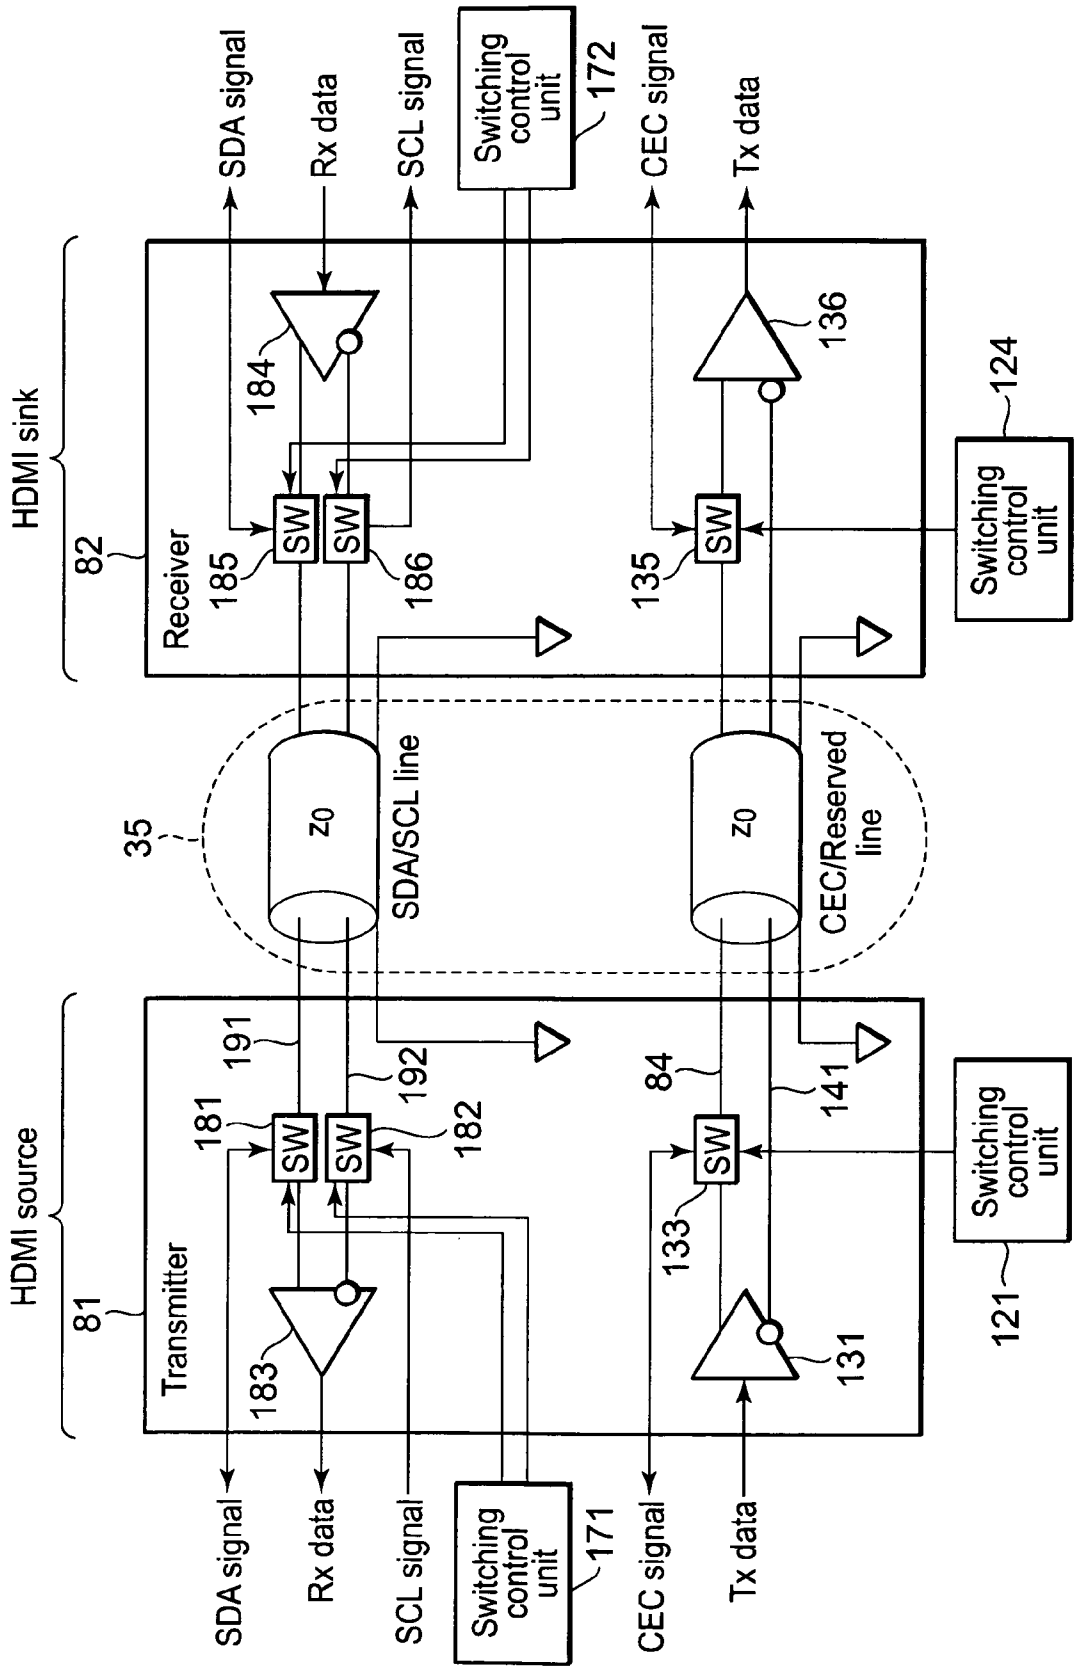 HDMI source
HDMI sink
81
Transmitter
82
Receiver
35
SDA signal
Rx data
SCL signal
Switching
control
unit
171
CEC signal
Tx data
183
181
SW
SW
182
191
192
z0
SDA/SCL line
185
SW
SW
186
184
SDA signal
Rx data
SCL signal
Switching
control
unit
172
131
133
SW
84
141
z0
CEC/Reserved
line
135
SW
136
CEC signal
Tx data
Switching
control
unit
121
Switching
control
unit
124